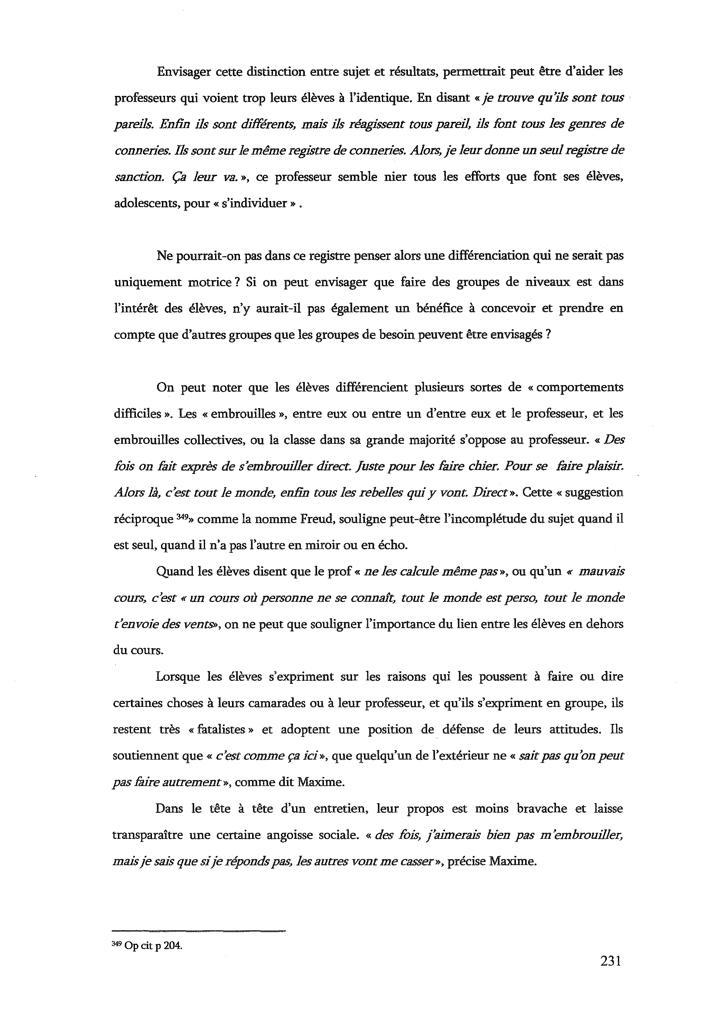 Envisager cette distinction entre sujet et résultats, permettrait peut être d'aider les
professeurs qui voient trop leurs élèves à l'identique. En disant « je trouve qu'ils sont tous
pareils. Enfin ils sont différents, mais ils réagissent tous pareil, ils font tous les genres de
conneries. Ils sont sur le même registre de conneries. Alors, je leur donne un seul registre de
sanction. Ça leur va. », ce professeur semble nier tous les efforts que font ses élèves,
adolescents, pour « s'individuer » .
Ne pourrait-on pas dans ce registre penser alors une différenciation qui ne serait pas
uniquement motrice ? Si on peut envisager que faire des groupes de niveaux est dans
l'intérêt des élèves, n'y aurait-il pas également un bénéfice à concevoir et prendre en
compte que d'autres groupes que les groupes de besoin peuvent être envisagés ?
On peut noter que les élèves différencient plusieurs sortes de « comportements
difficiles ». Les « embrouilles », entre eux ou entre un d'entre eux et le professeur, et les
embrouilles collectives, ou la classe dans sa grande majorité s'oppose au professeur. « Des
fois on fait exprès de s'embrouiller direct. Juste pour les faire chier. Pour se faire plaisir.
Alors là, c'est tout le monde, enfin tous les rebelles qui y vont. Direct ». Cette « suggestion
réciproque ³⁴⁹» comme la nomme Freud, souligne peut-être l'incomplétude du sujet quand il
est seul, quand il n'a pas l'autre en miroir ou en écho.
Quand les élèves disent que le prof « ne les calcule même pas », ou qu'un « mauvais
cours, c'est « un cours où personne ne se connaît, tout le monde est perso, tout le monde
t'envoie des vents», on ne peut que souligner l'importance du lien entre les élèves en dehors
du cours.
Lorsque les élèves s'expriment sur les raisons qui les poussent à faire ou dire
certaines choses à leurs camarades ou à leur professeur, et qu'ils s'expriment en groupe, ils
restent très « fatalistes » et adoptent une position de défense de leurs attitudes. Ils
soutiennent que « c'est comme ça ici », que quelqu'un de l'extérieur ne « sait pas qu'on peut
pas faire autrement », comme dit Maxime.
Dans le tête à tête d'un entretien, leur propos est moins bravache et laisse
transparaître une certaine angoisse sociale. « des fois, j'aimerais bien pas m'embrouiller,
mais je sais que si je réponds pas, les autres vont me casser », précise Maxime.
³⁴⁹ Op cit p 204.
231